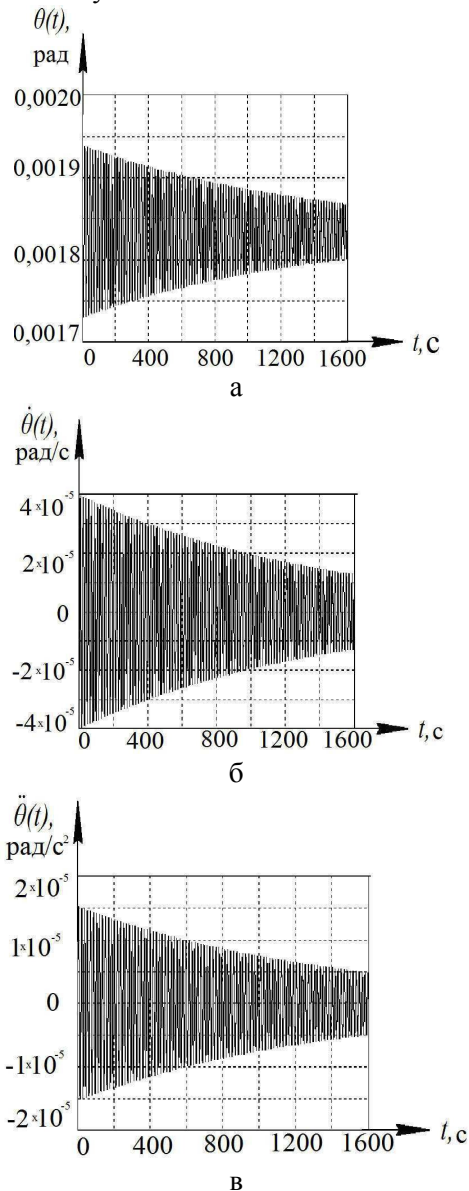 θ(t),
рад
0,0020
0,0019
0,0018
0,0017
0 400 800 1200 1600 t,с
а
θ̇(t),
рад/с
4×10⁻⁵
2×10⁻⁵
0
-2×10⁻⁵
-4×10⁻⁵
0 400 800 1200 1600 t,с
б
θ̈(t),
рад/с²
2×10⁻⁵
1×10⁻⁵
0
-1×10⁻⁵
-2×10⁻⁵
0 400 800 1200 1600 t,с
в